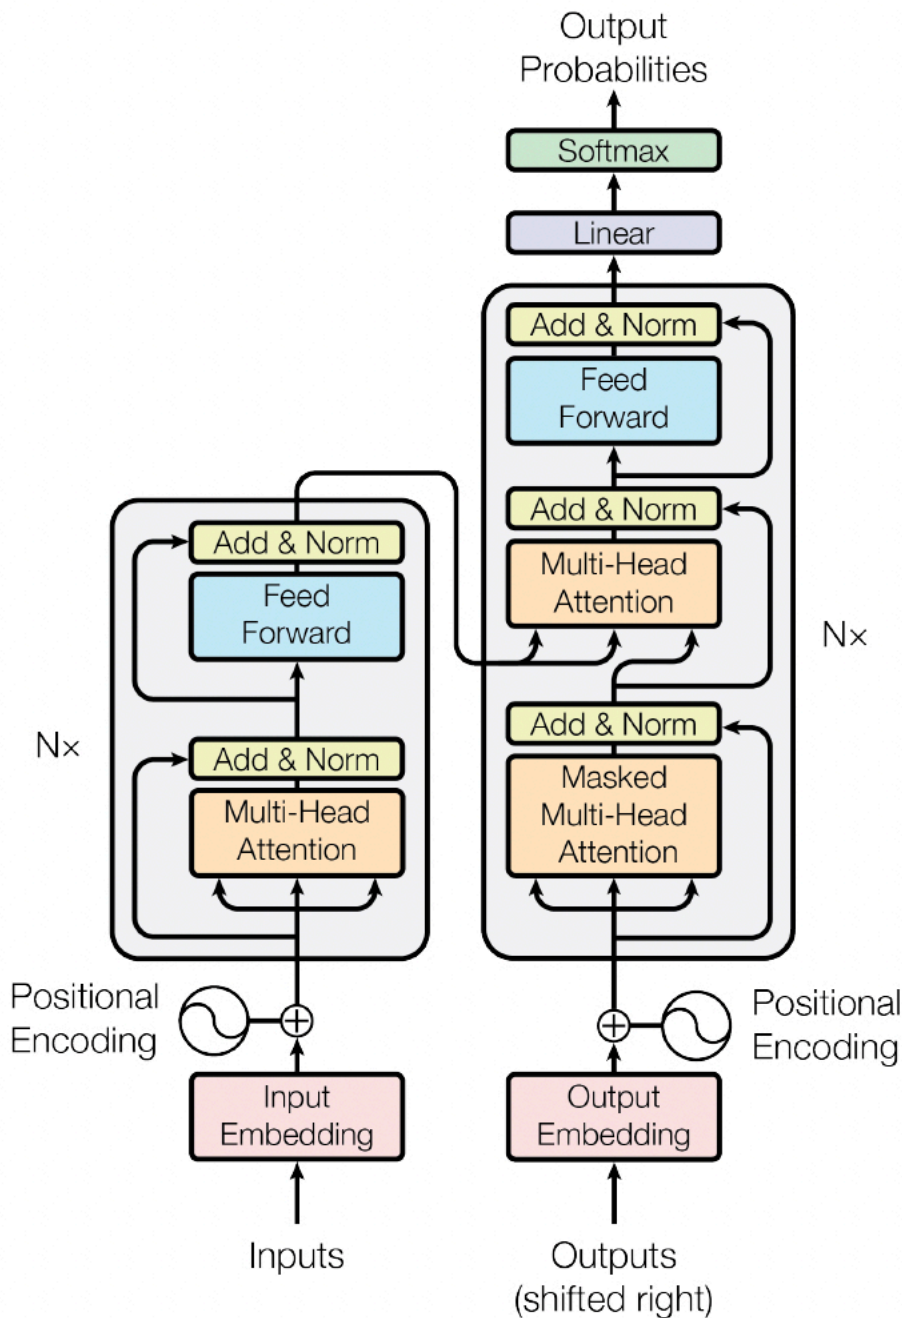 Output
Probabilities
Softmax
Linear
Add & Norm
Feed
Forward
Add & Norm
Multi-Head
Attention
Nx
Add & Norm
Masked
Multi-Head
Attention
Add & Norm
Feed
Forward
Nx
Add & Norm
Multi-Head
Attention
Positional
Encoding
Positional
Encoding
Input
Embedding
Output
Embedding
Inputs
Outputs
(shifted right)